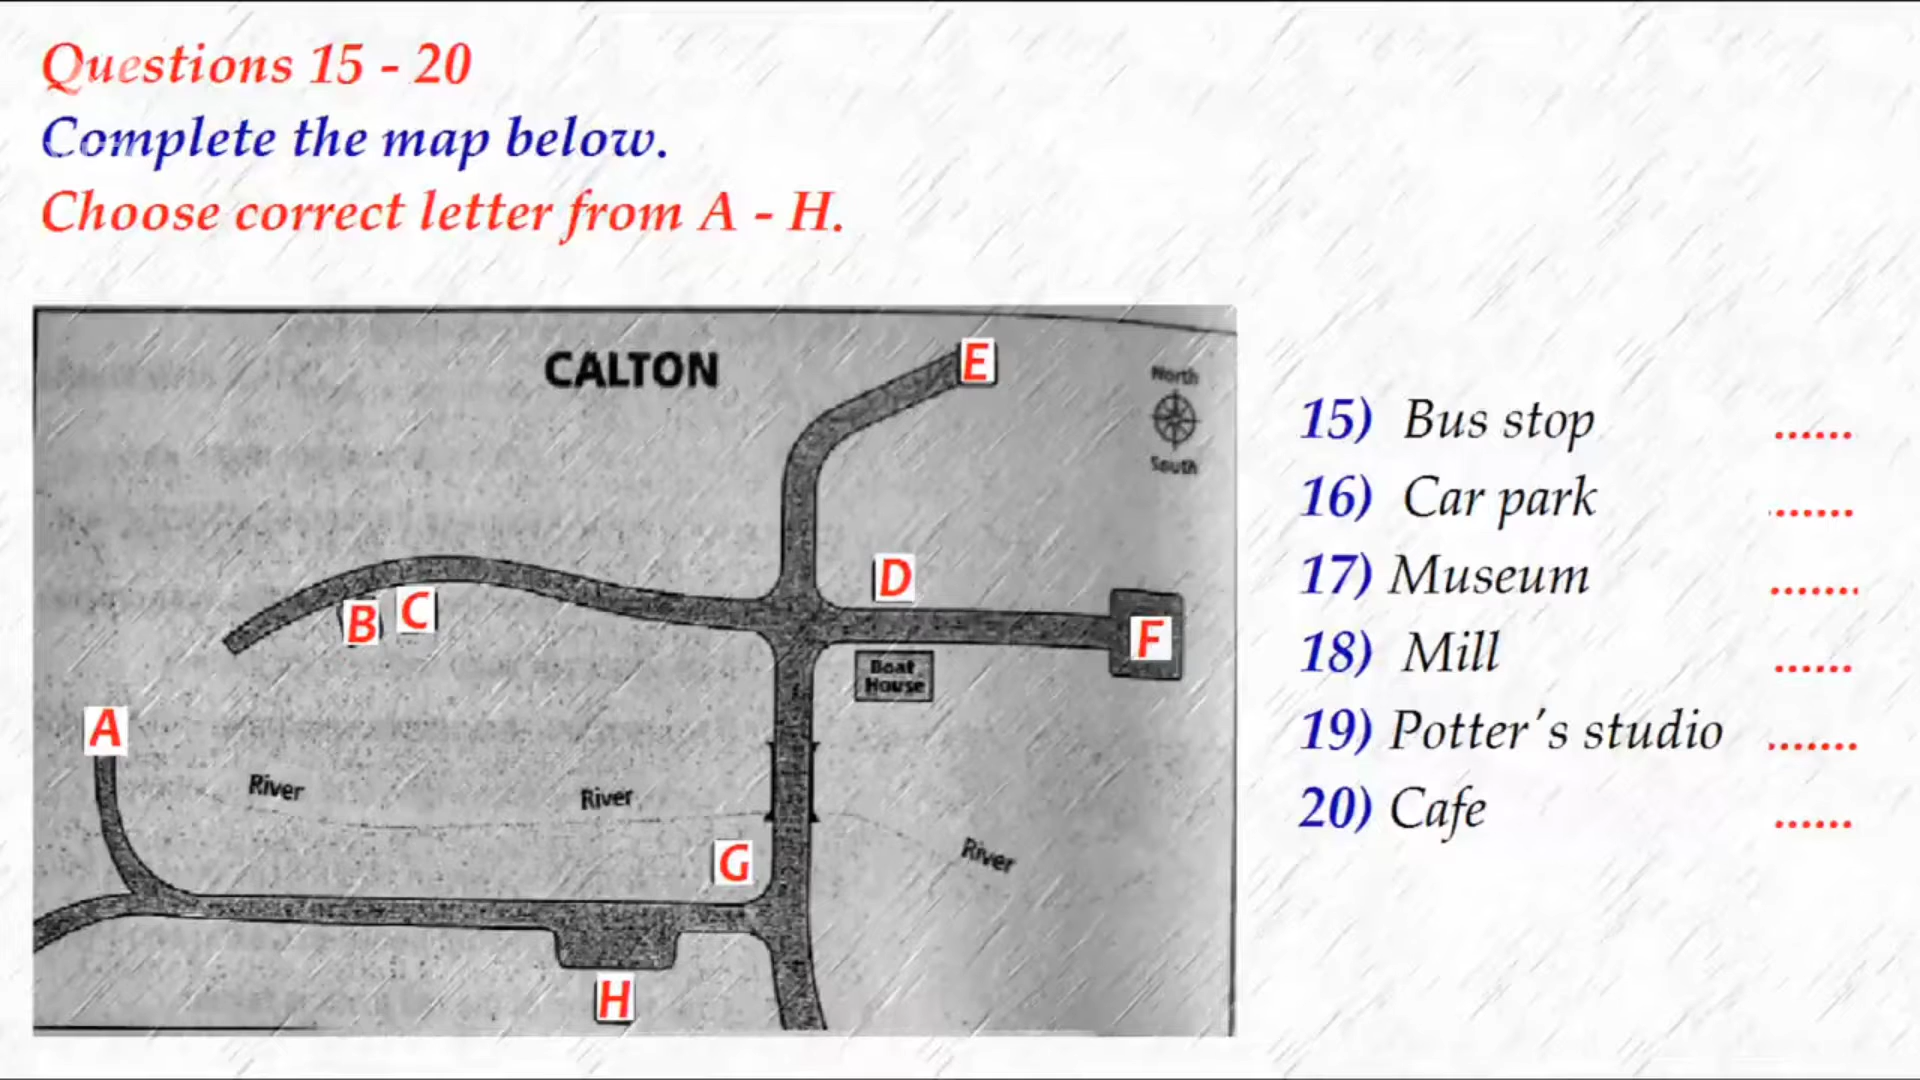 Questions 15 - 20
Complete the map below.
Choose correct letter from A - H.
CALTON
E
North
South
D
B
C
F
Boat
House
A
River
River
G
River
H
15) Bus stop ......
16) Car park ......
17) Museum .......
18) Mill ......
19) Potter's studio .......
20) Cafe ......